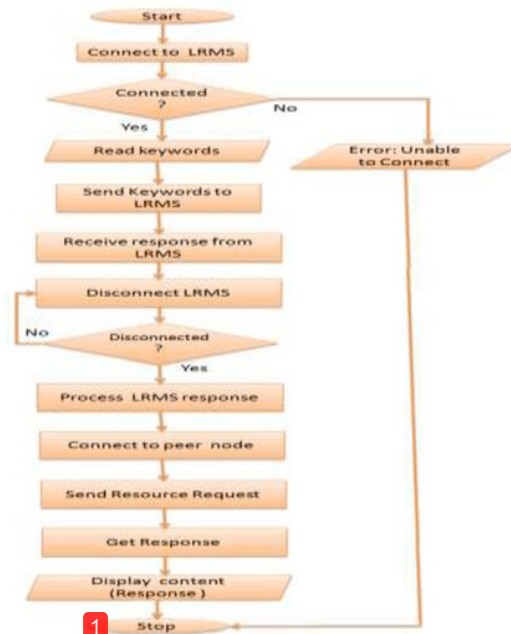 Start
Connect to LRMS
Connected
?
No
Yes
Read keywords
Error: Unable
to Connect
Send Keywords to
LRMS
Receive response from
LRMS
Disconnect LRMS
No
Disconnected
?
Yes
Process LRMS response
Connect to peer node
Send Resource Request
Get Response
Display content
(Response )
1
Stop